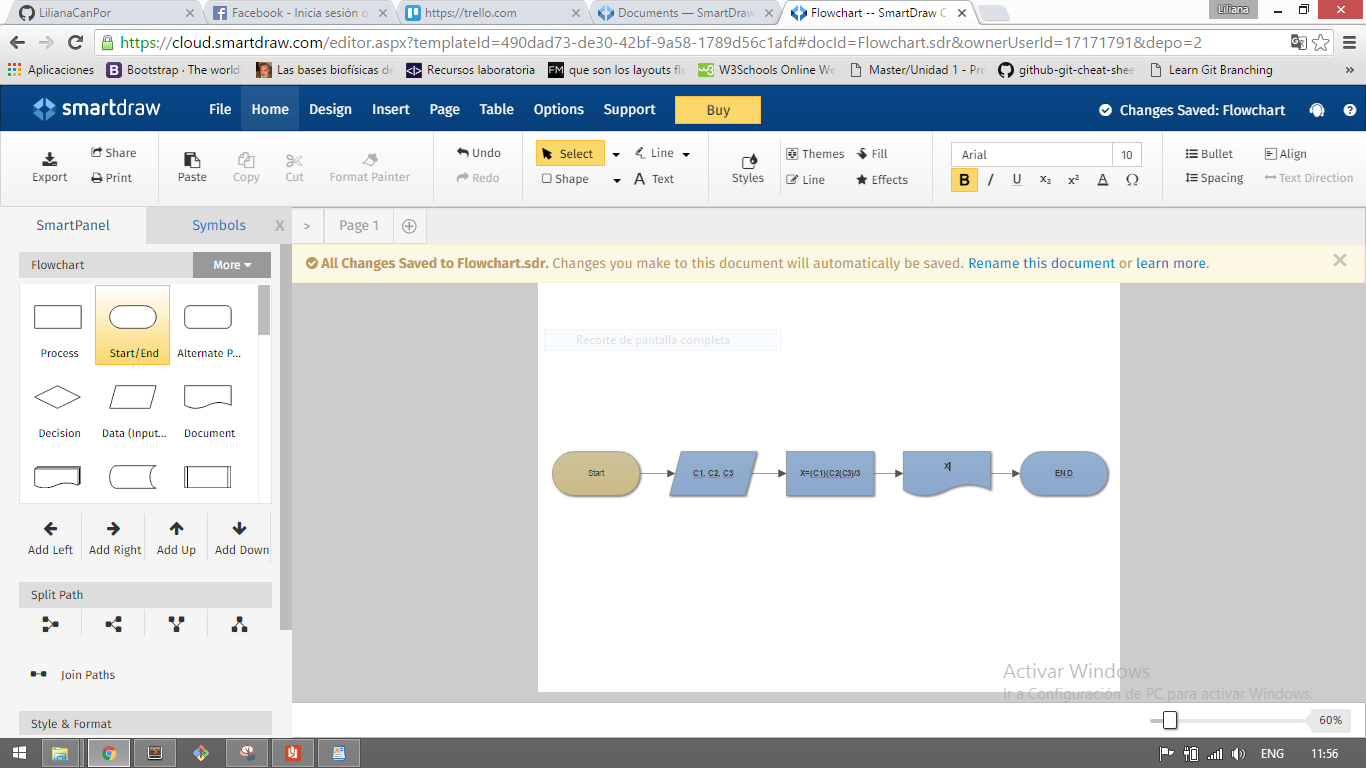 LilianaCanPor
Facebook - Inicia sesión o
https://trello.com
Documents — SmartDraw
Flowchart -- SmartDraw C
Liliana
https://cloud.smartdraw.com/editor.aspx?templateId=490dad73-de30-42bf-9a58-1789d56c1afd#docId=Flowchart.sdr&ownerUserId=17171791&depo=2
Aplicaciones
Bootstrap · The world'
Las bases biofísicas de
Recursos laboratoria
que son los layouts fle
W3Schools Online We
Master/Unidad 1 - Pre
github-git-cheat-shee
Learn Git Branching
»
smartdraw
File Home Design Insert Page Table Options Support Buy
Changes Saved: Flowchart
Export
Share
Print
Paste
Copy
Cut
Format Painter
Undo
Redo
Select
Line
Shape
Text
Styles
Themes
Fill
Line
Effects
Arial
10
B I U X₂ X² A Ω
Bullet
Align
Spacing
Text Direction
SmartPanel
Symbols
X
>
Page 1
Flowchart
More
All Changes Saved to Flowchart.sdr. Changes you make to this document will automatically be saved. Rename this document or learn more.
Process
Start/End
Alternate P...
Decision
Data (Input...
Document
Recorte de pantalla completa
Start
C1, C2, C3
X=(C1)(C2(C3)/3
X
END
Add Left
Add Right
Add Up
Add Down
Split Path
Join Paths
Style & Format
Activar Windows
Ir a Configuración de PC para activar Windows.
60%
ENG
11:56